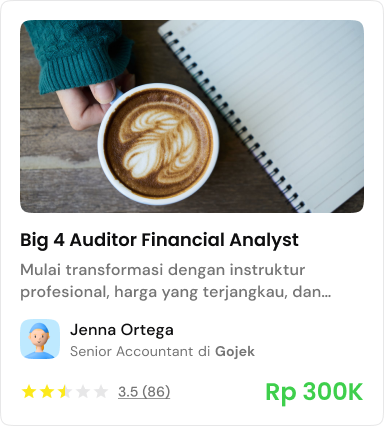 Big 4 Auditor Financial Analyst
Mulai transformasi dengan instruktur
profesional, harga yang terjangkau, dan...
Jenna Ortega
Senior Accountant di Gojek
3.5 (86)
Rp 300K